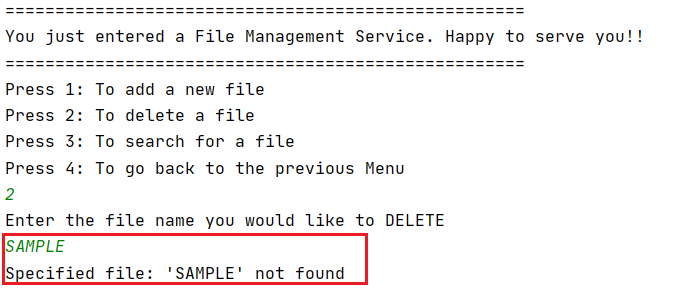 ======================================================
You just entered a File Management Service. Happy to serve you!!
======================================================
Press 1: To add a new file
Press 2: To delete a file
Press 3: To search for a file
Press 4: To go back to the previous Menu
2
Enter the file name you would like to DELETE
SAMPLE
Specified file: 'SAMPLE' not found